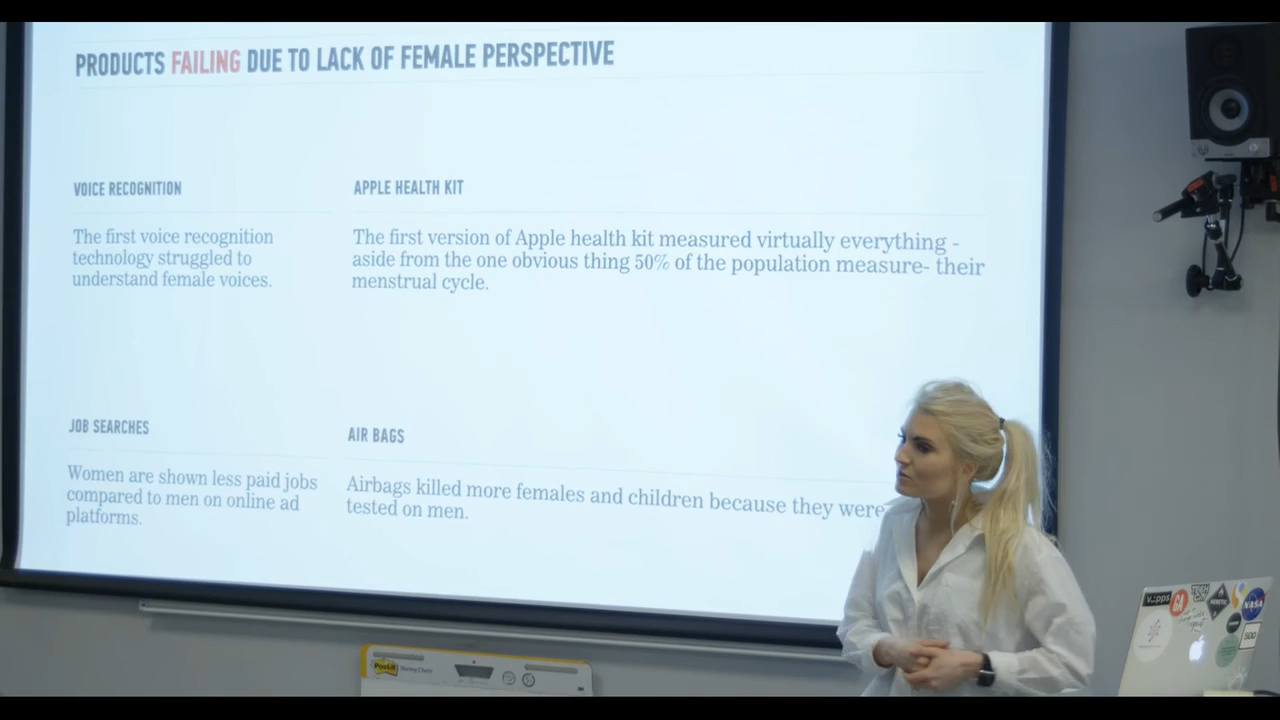 PRODUCTS FAILING DUE TO LACK OF FEMALE PERSPECTIVE
VOICE RECOGNITION
The first voice recognition
technology struggled to
understand female voices.
APPLE HEALTH KIT
The first version of Apple health kit measured virtually everything -
aside from the one obvious thing 50% of the population measure- their
menstrual cycle.
JOB SEARCHES
Women are shown less paid jobs
compared to men on online ad
platforms.
AIR BAGS
Airbags killed more females and children because they were
tested on men.
Post-it
GA
TECH
HERETIC
NASA
500